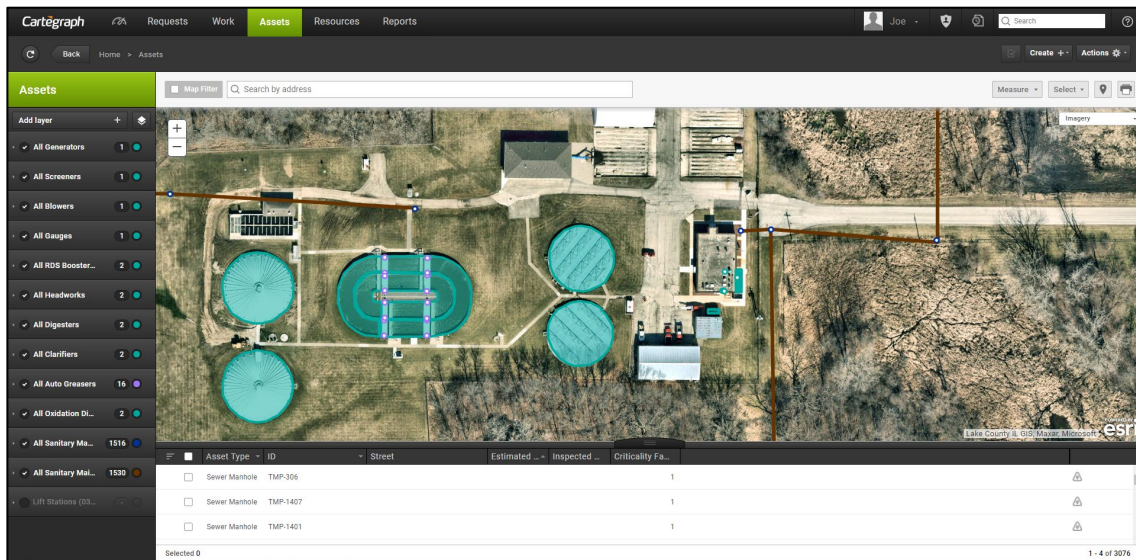 Cartēgraph Requests Work Assets Resources Reports Joe Search
Back Home > Assets Create + Actions
Assets Map Filter Search by address Measure Select
Add layer + Imagery
All Generators 1
All Screeners 1
All Blowers 1
All Gauges 1
All RDS Booster... 2
All Headworks 2
All Digesters 2
All Clarifiers 2
All Auto Greasers 16
All Oxidation Di... 2
All Sanitary Ma... 1516
All Sanitary Mai... 1530
Lift Stations (03...
Lake County IL GIS, Maxar, Microsoft
esri
Asset Type ID Street Estimated ... Inspected ... Criticality Fa...
Sewer Manhole TMP-306 1
Sewer Manhole TMP-1407 1
Sewer Manhole TMP-1401 1
Selected 0 1 - 4 of 3076